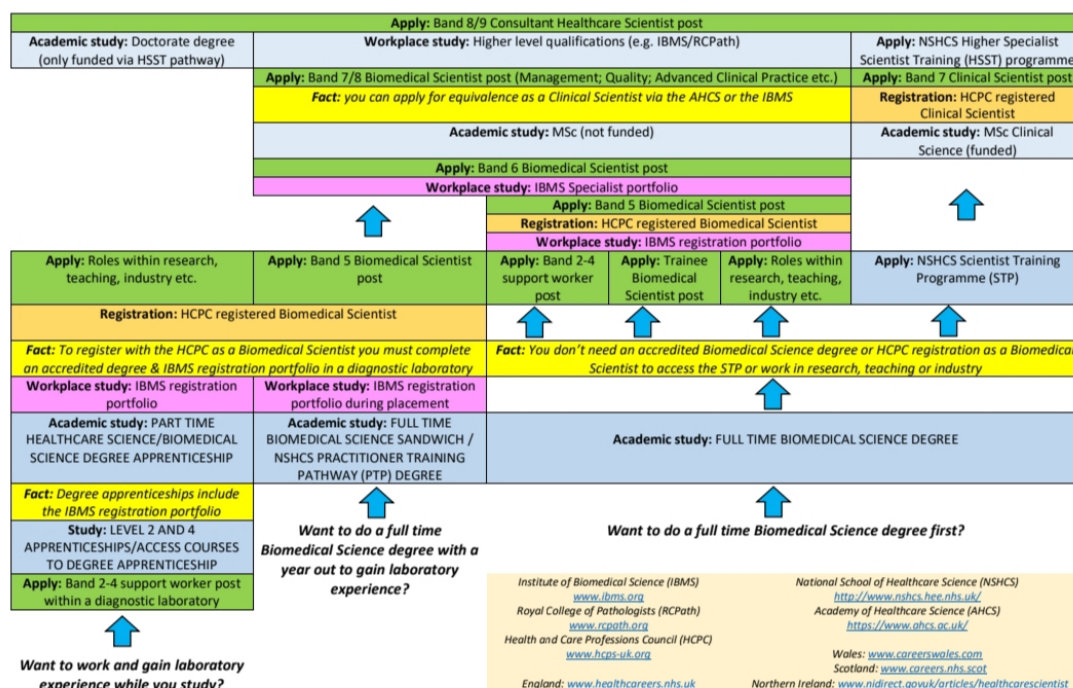 Apply: Band 8/9 Consultant Healthcare Scientist post
Academic study: Doctorate degree
(only funded via HSST pathway)
Workplace study: Higher level qualifications (e.g. IBMS/RCPath)
Apply: NSHCS Higher Specialist
Scientist Training (HSST) programme
Apply: Band 7/8 Biomedical Scientist post (Management; Quality; Advanced Clinical Practice etc.)
Apply: Band 7 Clinical Scientist post
Fact: you can apply for equivalence as a Clinical Scientist via the AHCS or the IBMS
Registration: HCPC registered
Clinical Scientist
Academic study: MSc (not funded)
Academic study: MSc Clinical
Science (funded)
Apply: Band 6 Biomedical Scientist post
Workplace study: IBMS Specialist portfolio
Apply: Band 5 Biomedical Scientist post
Registration: HCPC registered Biomedical Scientist
Workplace study: IBMS registration portfolio
Apply: Roles within research,
teaching, industry etc.
Apply: Band 5 Biomedical Scientist
post
Apply: Band 2-4
support worker
post
Apply: Trainee
Biomedical
Scientist post
Apply: Roles within
research, teaching,
industry etc.
Apply: NSHCS Scientist Training
Programme (STP)
Registration: HCPC registered Biomedical Scientist
Fact: To register with the HCPC as a Biomedical Scientist you must complete
an accredited degree & IBMS registration portfolio in a diagnostic laboratory
Fact: You don't need an accredited Biomedical Science degree or HCPC registration as a Biomedical
Scientist to access the STP or work in research, teaching or industry
Workplace study: IBMS registration
portfolio
Workplace study: IBMS registration
portfolio during placement
Academic study: PART TIME
HEALTHCARE SCIENCE/BIOMEDICAL
SCIENCE DEGREE APPRENTICESHIP
Academic study: FULL TIME
BIOMEDICAL SCIENCE SANDWICH /
NSHCS PRACTITIONER TRAINING
PATHWAY (PTP) DEGREE
Academic study: FULL TIME BIOMEDICAL SCIENCE DEGREE
Fact: Degree apprenticeships include
the IBMS registration portfolio
Study: LEVEL 2 AND 4
APPRENTICESHIPS/ACCESS COURSES
TO DEGREE APPRENTICESHIP
Apply: Band 2-4 support worker post
within a diagnostic laboratory
Want to work and gain laboratory
experience while you study?
Want to do a full time
Biomedical Science degree with a
year out to gain laboratory
experience?
Want to do a full time Biomedical Science degree first?
Institute of Biomedical Science (IBMS)
www.ibms.org
Royal College of Pathologists (RCPath)
www.rcpath.org
Health and Care Professions Council (HCPC)
www.hcps-uk.org
England: www.healthcareers.nhs.uk
National School of Healthcare Science (NSHCS)
http://www.nshcs.hee.nhs.uk/
Academy of Healthcare Science (AHCS)
https://www.ahcs.ac.uk/
Wales: www.careerswales.com
Scotland: www.careers.nhs.scot
Northern Ireland: www.nidirect.govuk/articles/healthcarescientist